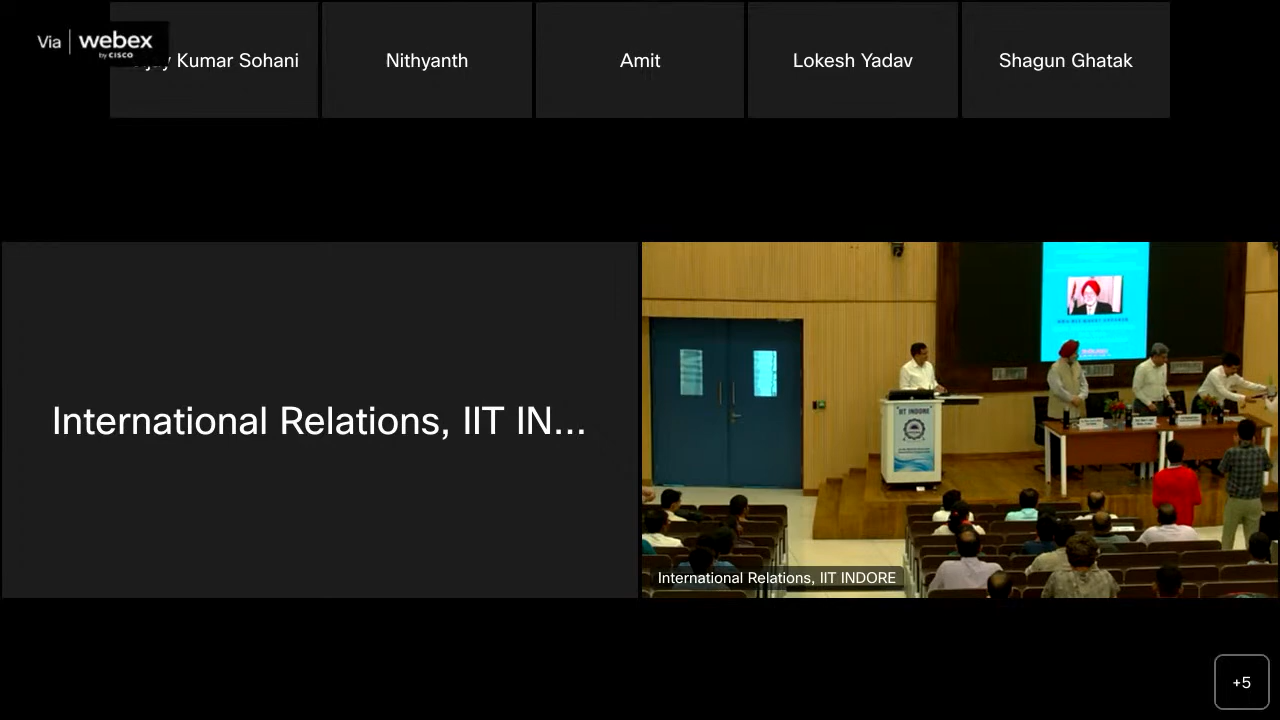 Via webex
by CISCO
Kumar Sohani
Nithyanth
Amit
Lokesh Yadav
Shagun Ghatak
International Relations, IIT IN...
IIT INDORE
International Relations, IIT INDORE
+5